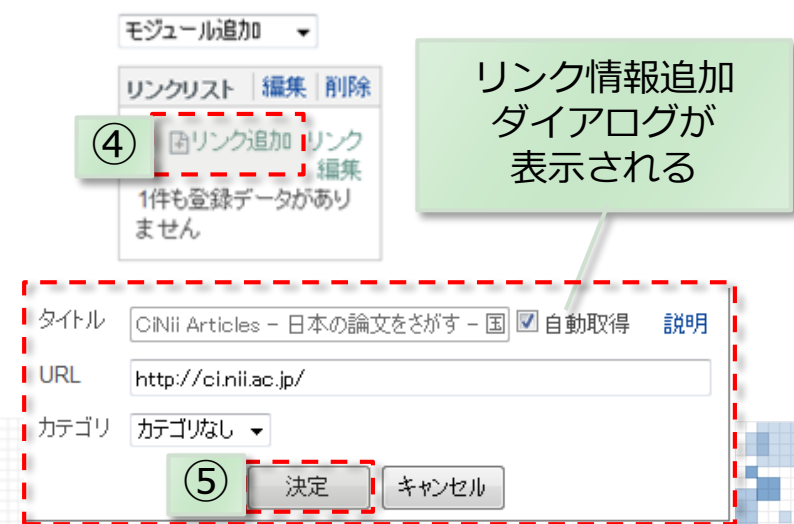 モジュール追加
リンクリスト 編集 削除
④ リンク追加 リンク
編集
1件も登録データがあり
ません
リンク情報追加
ダイアログが
表示される
タイトル CiNii Articles - 日本の論文をさがす - 国 自動取得 説明
URL http://ci.nii.ac.jp/
カテゴリ カテゴリなし
⑤ 決定 キャンセル